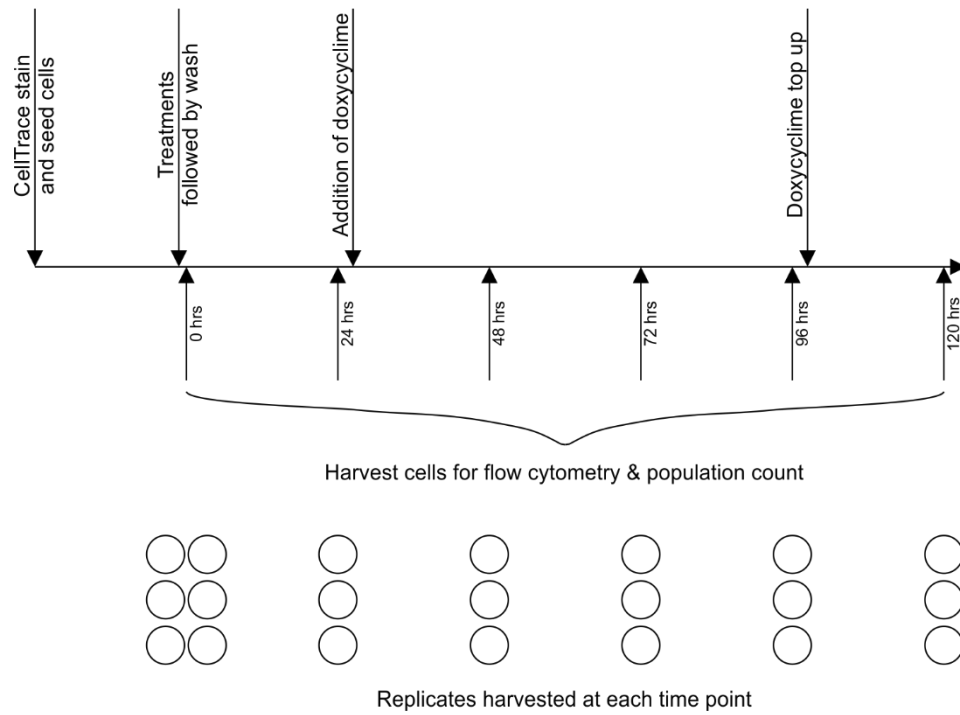 CellTrace stain
and seed cells
Treatments
followed by wash
Addition of doxycyclime
Doxycyclime top up
0 hrs
24 hrs
48 hrs
72 hrs
96 hrs
120 hrs
Harvest cells for flow cytometry & population count
Replicates harvested at each time point